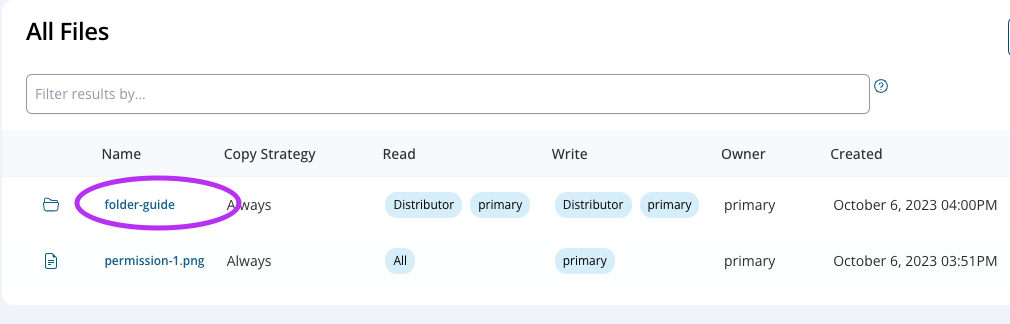 All Files
Filter results by...
Name Copy Strategy Read Write Owner Created
folder-guide Always Distributor primary Distributor primary primary October 6, 2023 04:00PM
permission-1.png Always All primary primary October 6, 2023 03:51PM